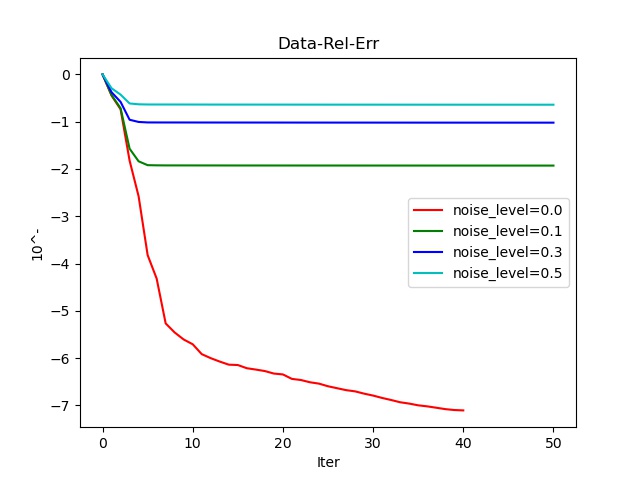 Data-Rel-Err
0
−1
−2
−3
−4
−5
−6
−7
10^-
noise_level=0.0
noise_level=0.1
noise_level=0.3
noise_level=0.5
0 10 20 30 40 50
Iter